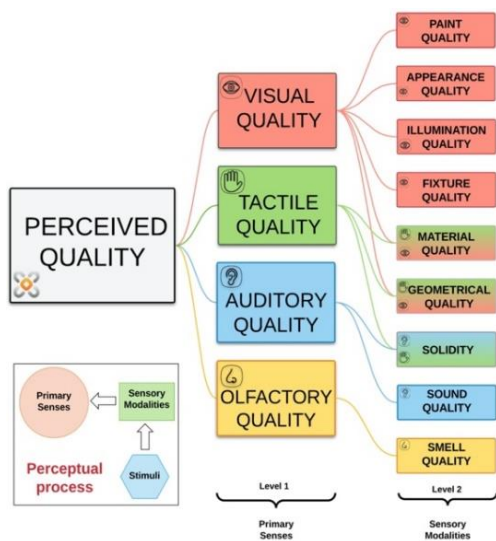 PERCEIVED
QUALITY
VISUAL
QUALITY
TACTILE
QUALITY
AUDITORY
QUALITY
OLFACTORY
QUALITY
PAINT
QUALITY
APPEARANCE
QUALITY
ILLUMINATION
QUALITY
FIXTURE
QUALITY
MATERIAL
QUALITY
GEOMETRICAL
QUALITY
SOLIDITY
SOUND
QUALITY
SMELL
QUALITY
Primary
Senses
Sensory
Modalities
Perceptual
process
Stimuli
Level 1
Primary
Senses
Level 2
Sensory
Modalities